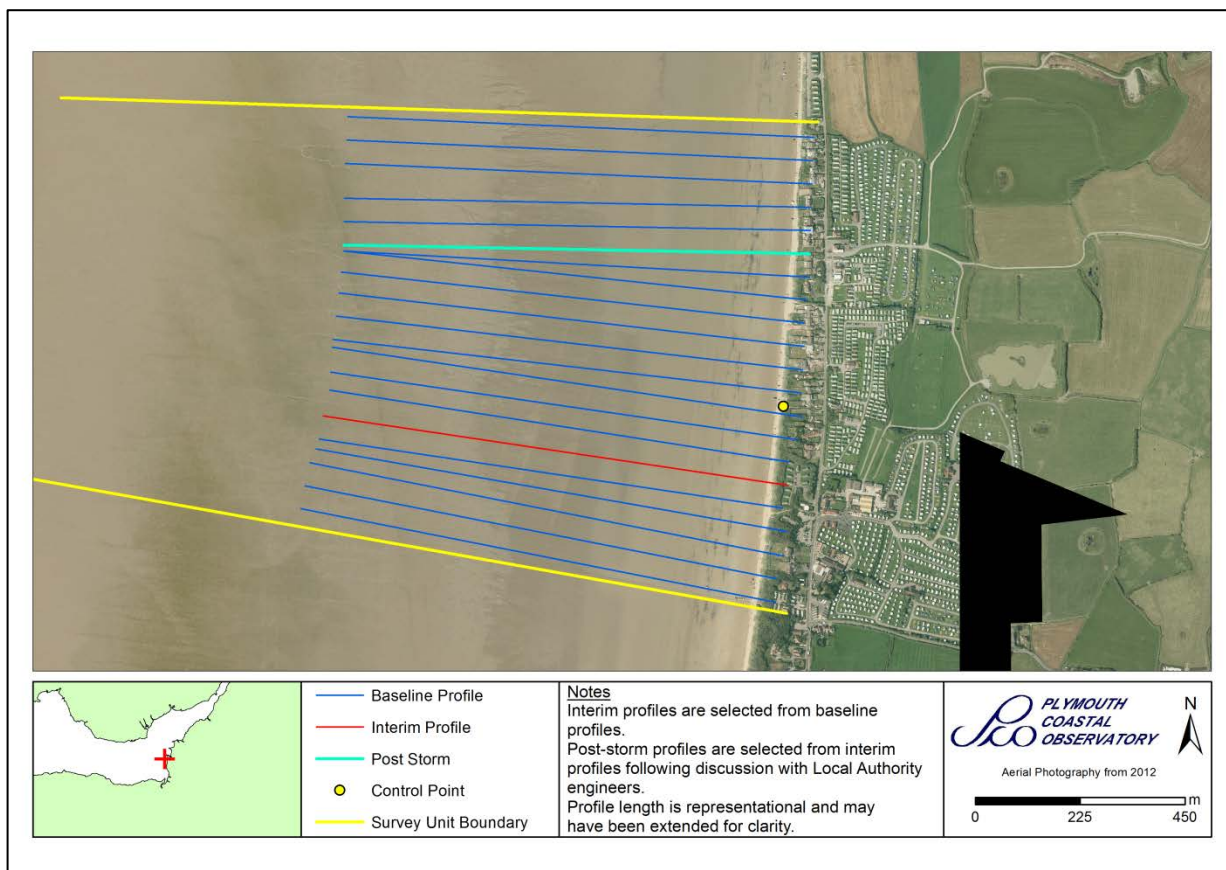 Baseline Profile
Interim Profile
Post Storm
Control Point
Survey Unit Boundary
Notes
Interim profiles are selected from baseline
profiles.
Post-storm profiles are selected from interim
profiles following discussion with Local Authority
engineers.
Profile length is representational and may
have been extended for clarity.
PLYMOUTH
COASTAL
OBSERVATORY
N
Aerial Photography from 2012
m
0 225 450